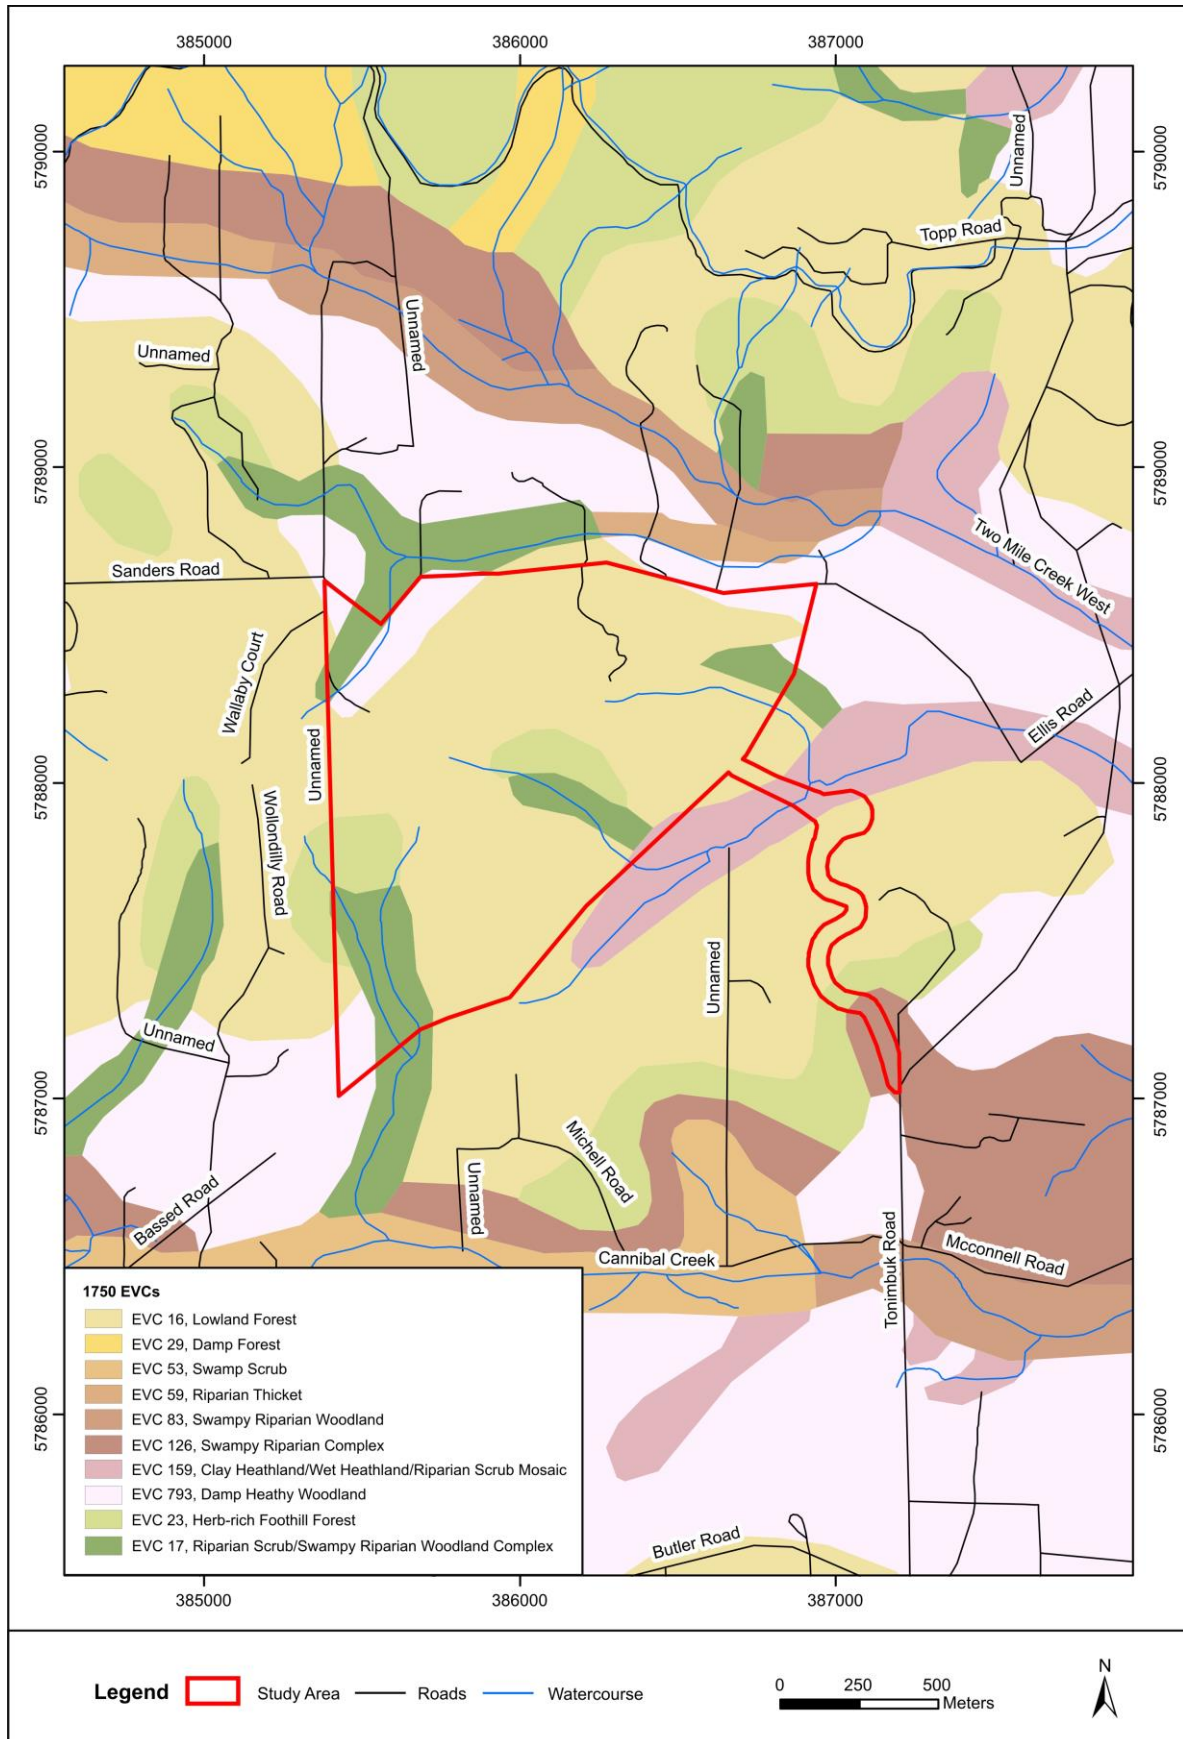 385000 386000 387000
5790000
5790000
Unnamed
Topp Road
Unnamed
Unnamed
5789000
5789000
Two Mile Creek West
Sanders Road
Wallaby Court
Ellis Road
Unnamed
5788000
5788000
Wollondilly Road
Unnamed
Unnamed
5787000
5787000
Michell Road
Unnamed
Bassed Road
Cannibal Creek
Tonimbuk Road
Mcconnell Road
5786000
5786000
Butler Road
1750 EVCs
EVC 16, Lowland Forest
EVC 29, Damp Forest
EVC 53, Swamp Scrub
EVC 59, Riparian Thicket
EVC 83, Swampy Riparian Woodland
EVC 126, Swampy Riparian Complex
EVC 159, Clay Heathland/Wet Heathland/Riparian Scrub Mosaic
EVC 793, Damp Heathy Woodland
EVC 23, Herb-rich Foothill Forest
EVC 17, Riparian Scrub/Swampy Riparian Woodland Complex
385000 386000 387000
Legend Study Area Roads Watercourse
0 250 500
Meters
N